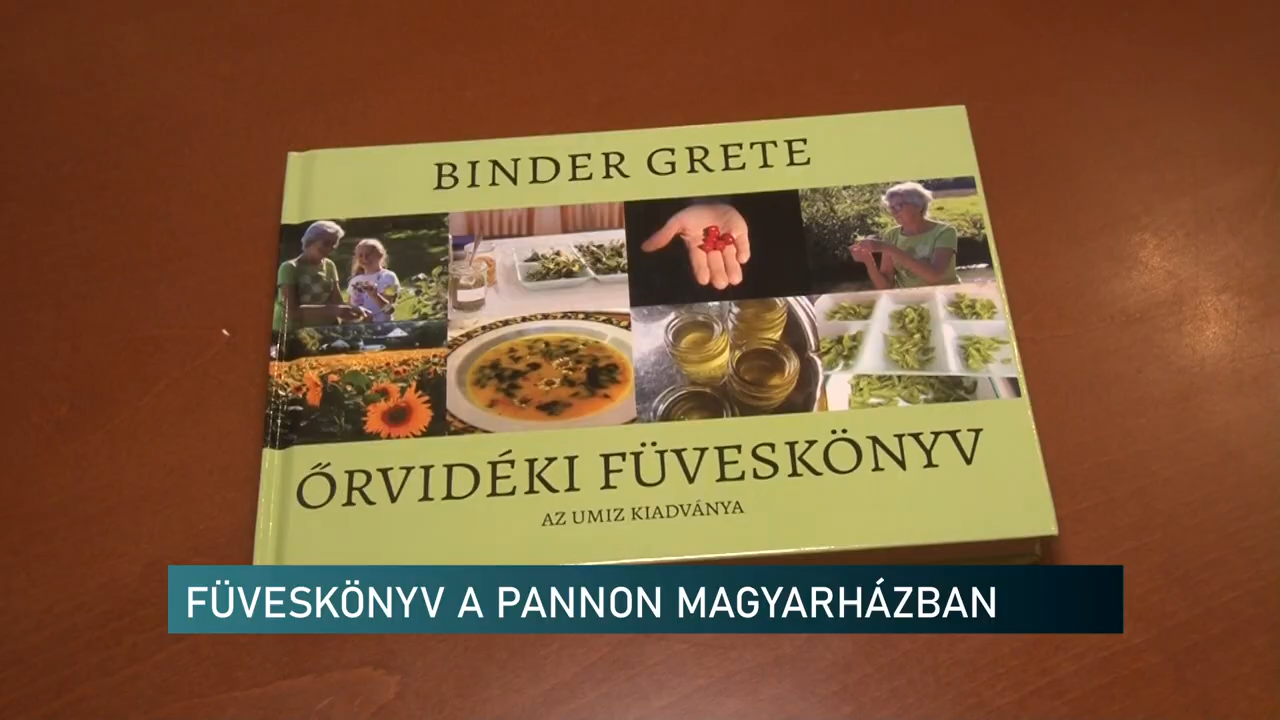 BINDER GRETE
ŐRVIDÉKI FÜVESKÖNYV
AZ UMIZ KIADVÁNYA
FÜVESKÖNYV A PANNON MAGYARHÁZBAN